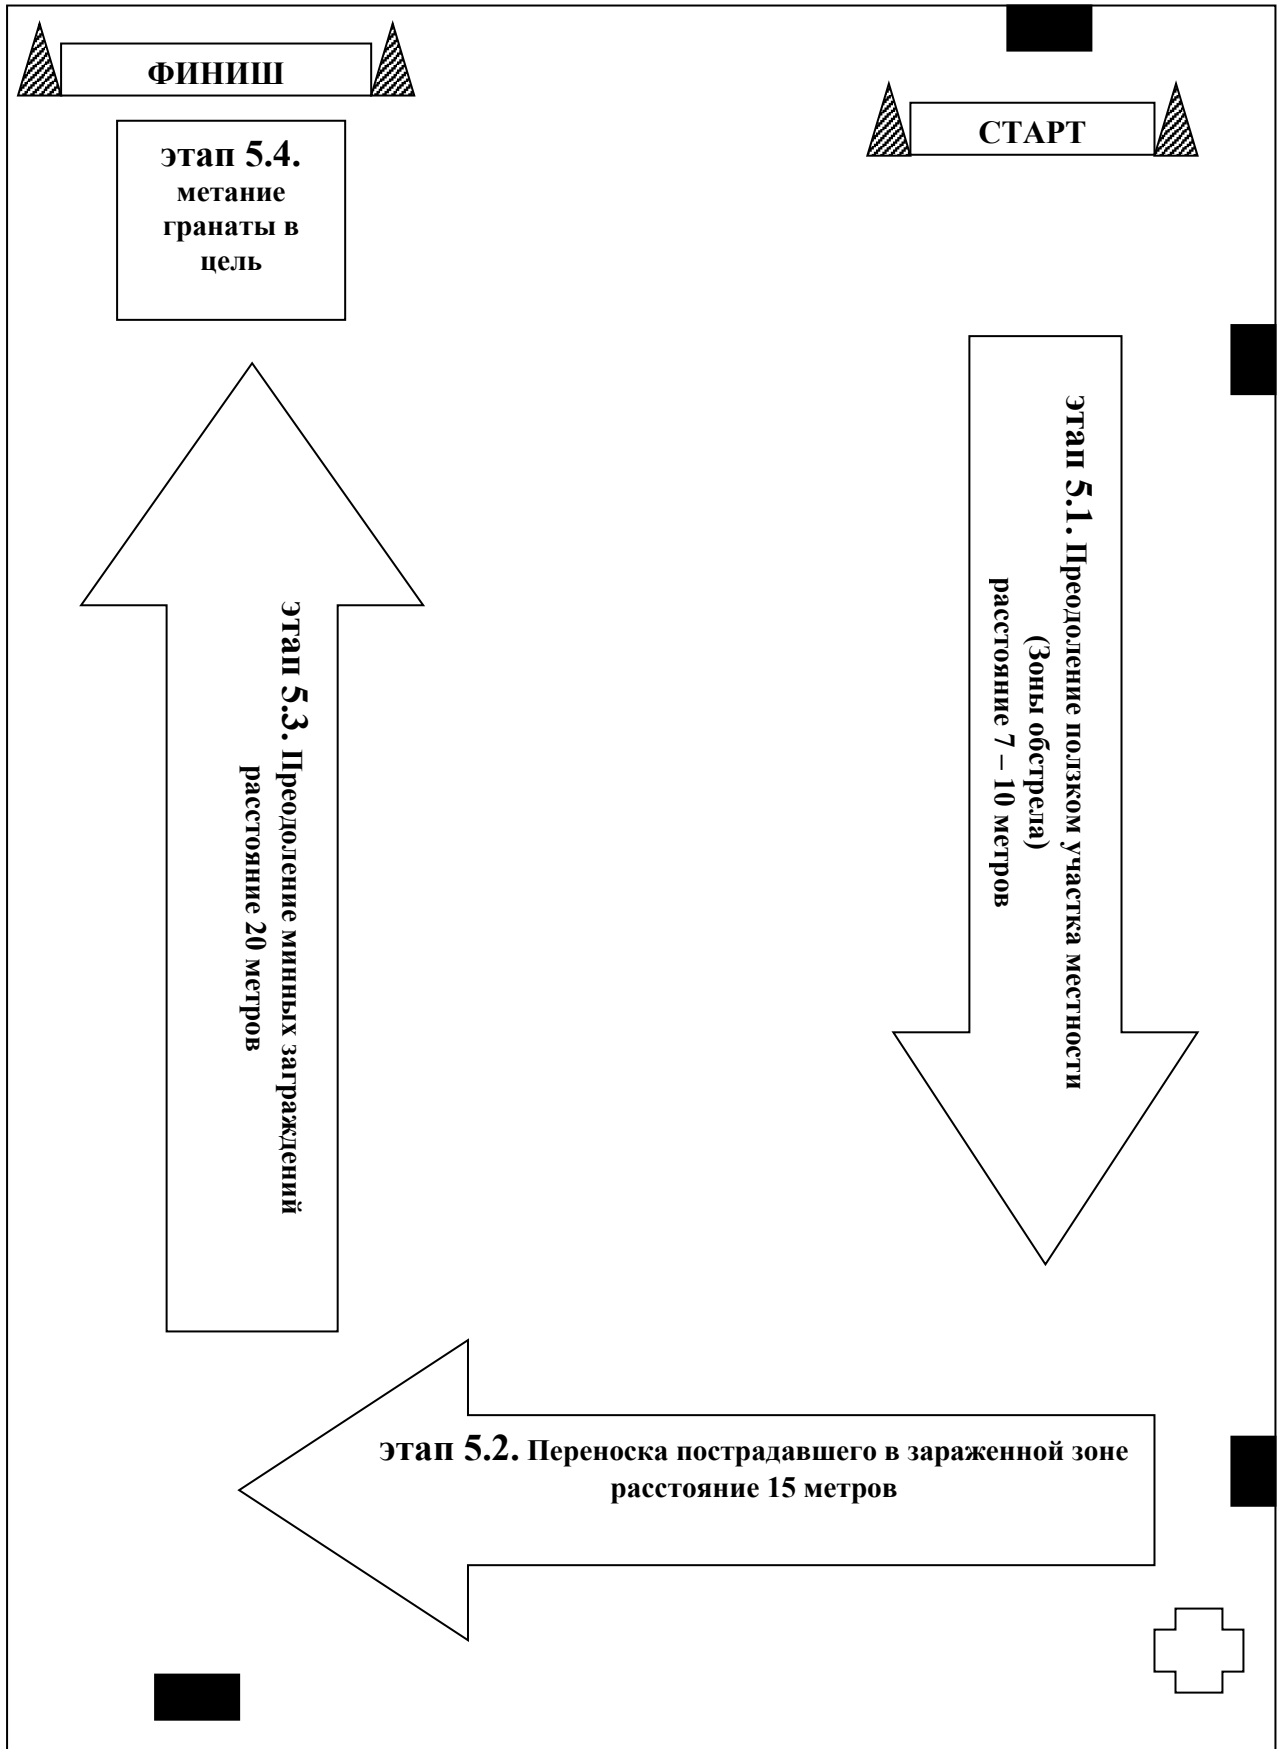 ФИНИШ
СТАРТ
этап 5.4.
метание
гранаты в
цель
этап 5.1. Преодоление ползком участка местности
(Зоны обстрела)
расстояние 7 – 10 метров
этап 5.3. Преодоление минных заграждений
расстояние 20 метров
этап 5.2. Переноска пострадавшего в зараженной зоне
расстояние 15 метров